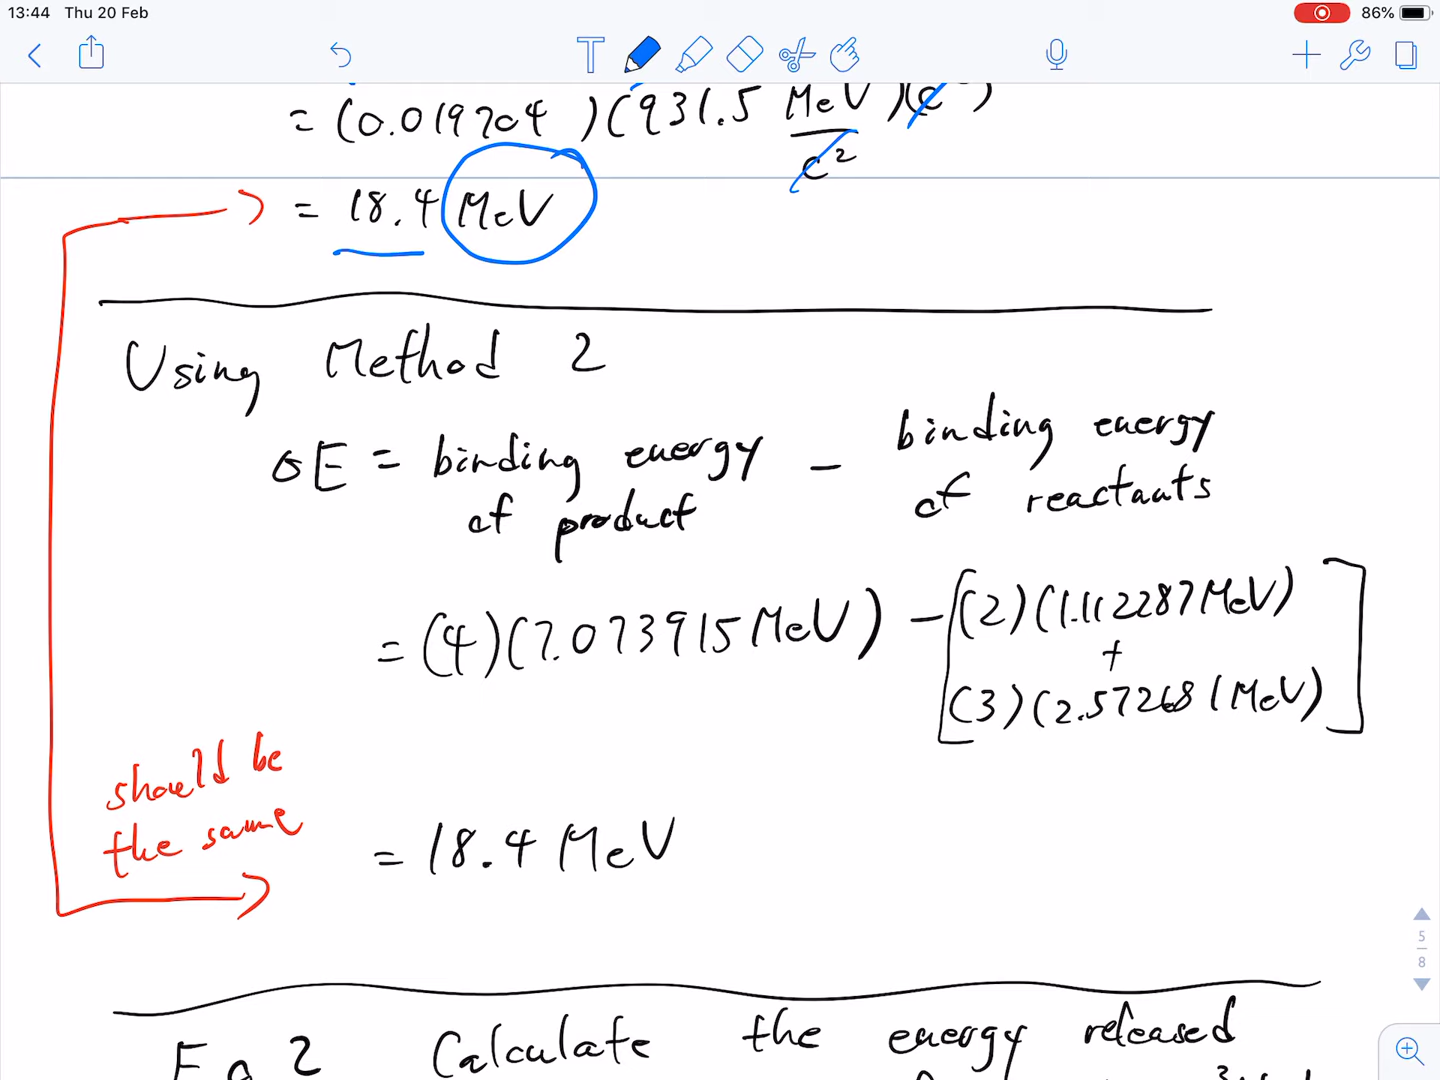 13:44 Thu 20 Feb 86%
T
= (0.019704 )(931.5 MeV/c²)(c²)
= 18.4 MeV
Using Method 2
σE = binding energy of product − binding energy of reactants
= (4)(7.073915 MeV) − [(2)(1.112287 MeV) + (3)(2.572681 MeV)]
should be
the same
= 18.4 MeV
5
8
Eg 2 Calculate the energy released